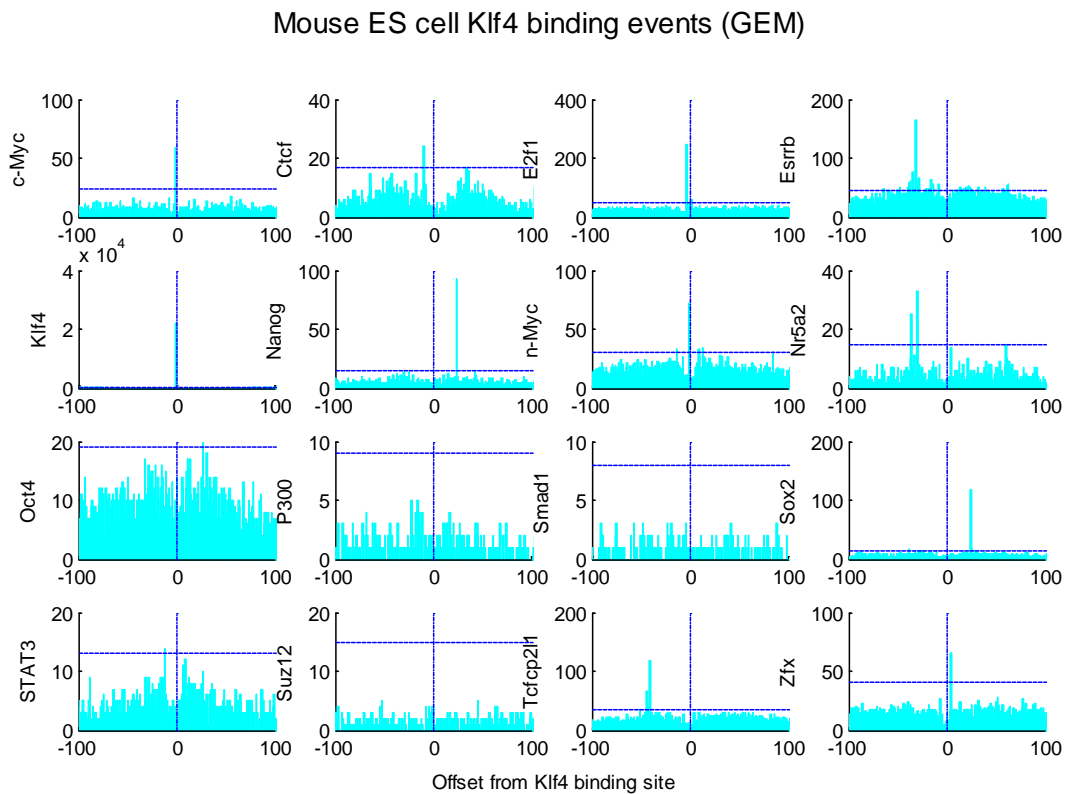 Mouse ES cell Klf4 binding events (GEM)
c-Myc
100
50
0
-100 0 100
Ctcf
40
20
0
-100 0 100
E2f1
400
200
0
-100 0 100
Esrrb
200
100
0
-100 0 100
x 10^4
Klf4
4
2
0
-100 0 100
Nanog
100
50
0
-100 0 100
n-Myc
100
50
0
-100 0 100
Nr5a2
40
20
0
-100 0 100
Oct4
20
10
0
-100 0 100
P300
10
5
0
-100 0 100
Smad1
10
5
0
-100 0 100
Sox2
200
100
0
-100 0 100
STAT3
20
10
0
-100 0 100
Suz12
20
10
0
-100 0 100
Tcfcp2l1
200
100
0
-100 0 100
Zfx
100
50
0
-100 0 100
Offset from Klf4 binding site